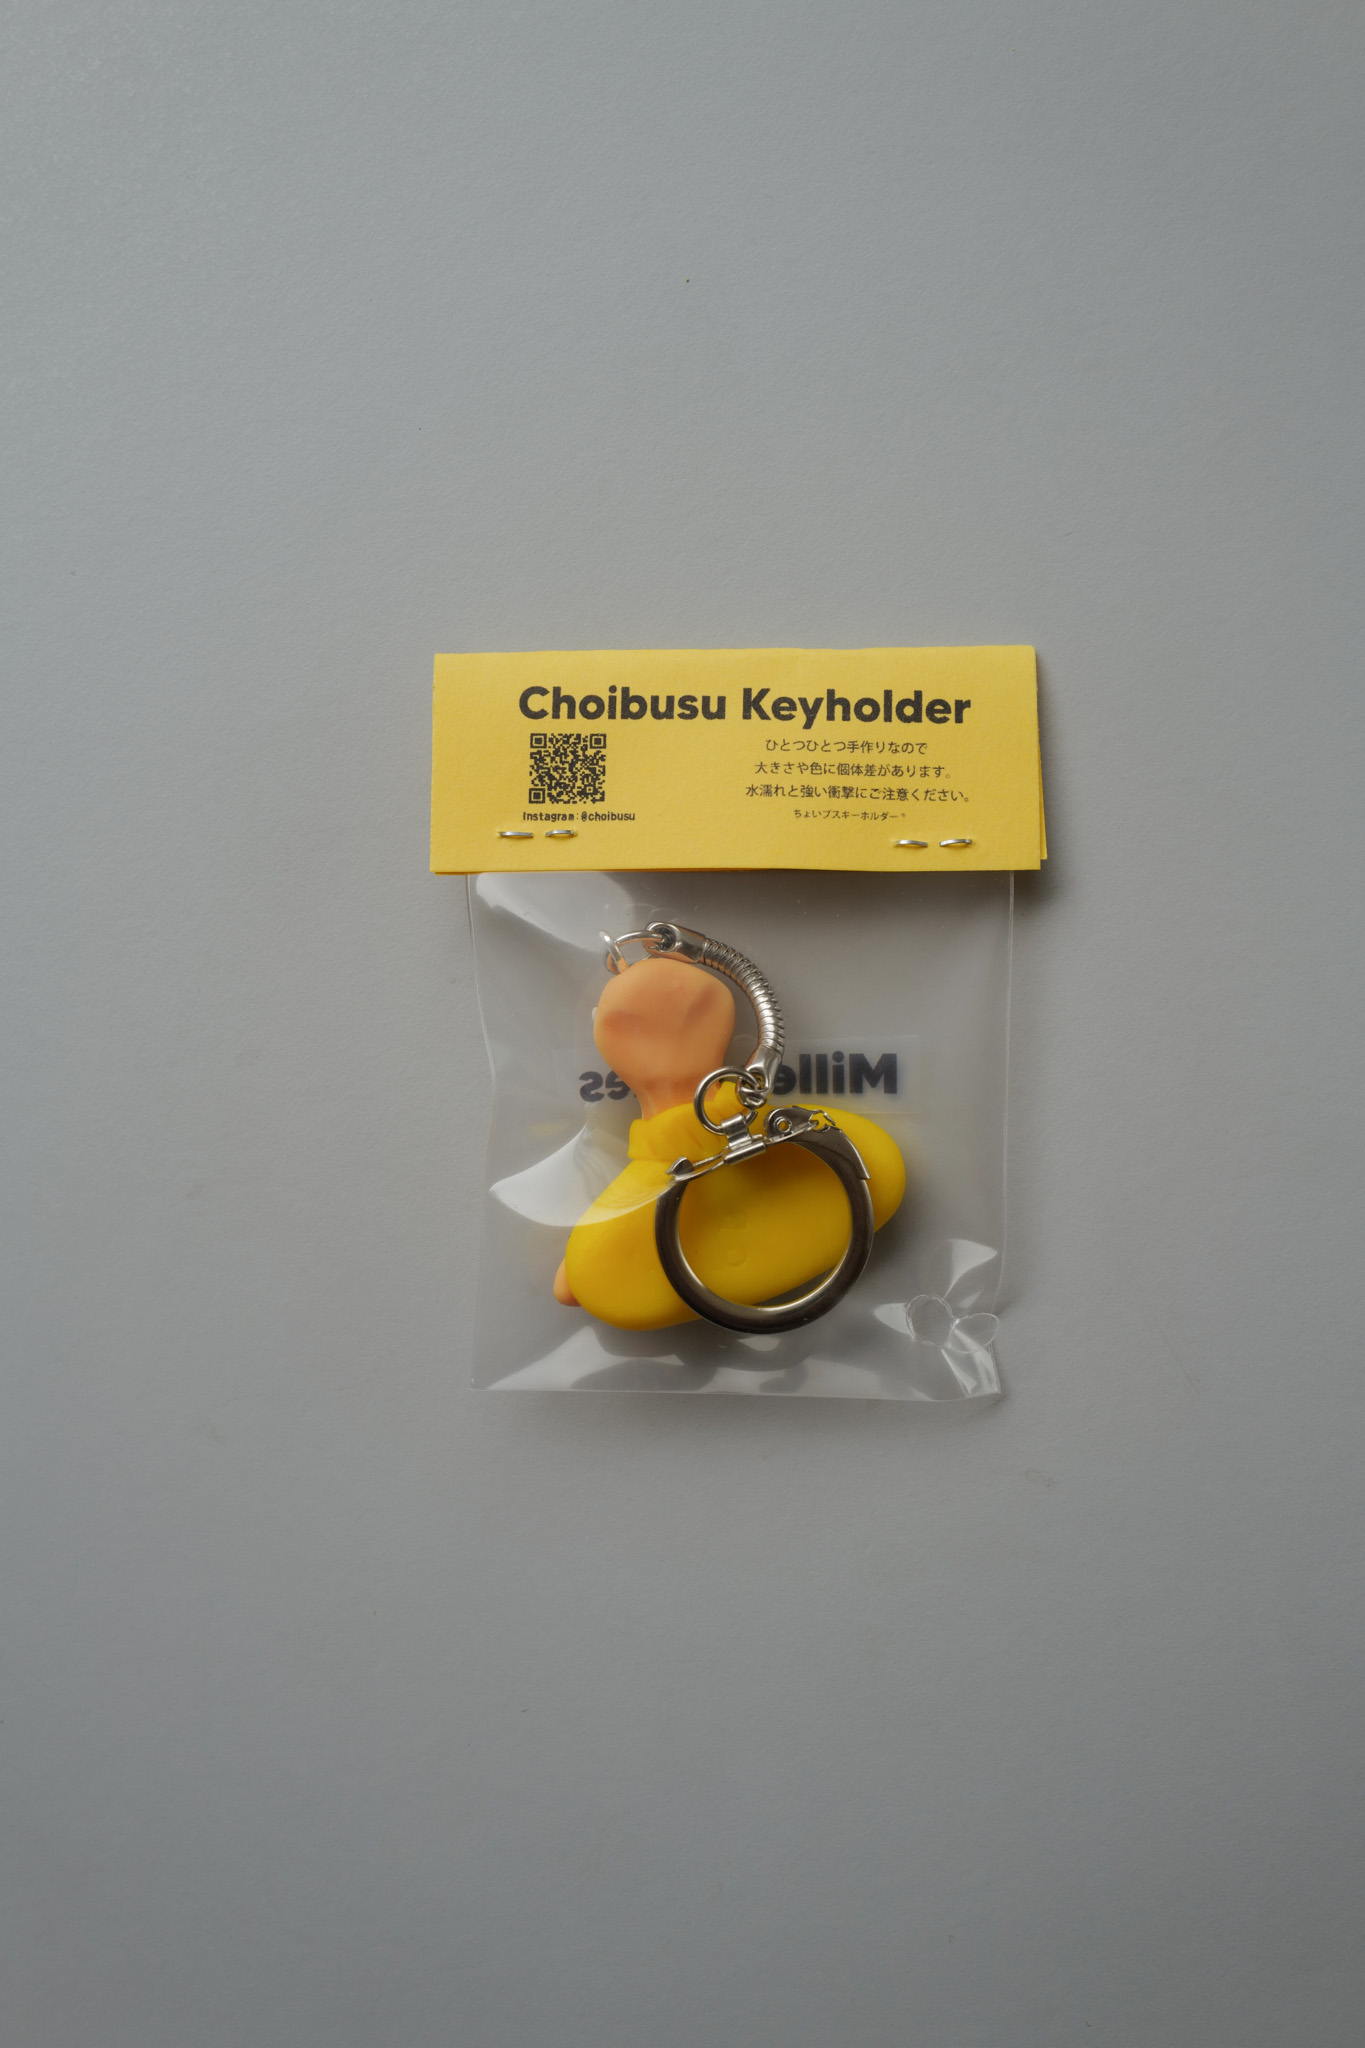 Choibusu Keyholder
Instagram:@choibusu
ひとつひとつ手作りなので
大きさや色に個体差があります。
水濡れと強い衝撃にご注意ください。
ちょいブスキーホルダー®